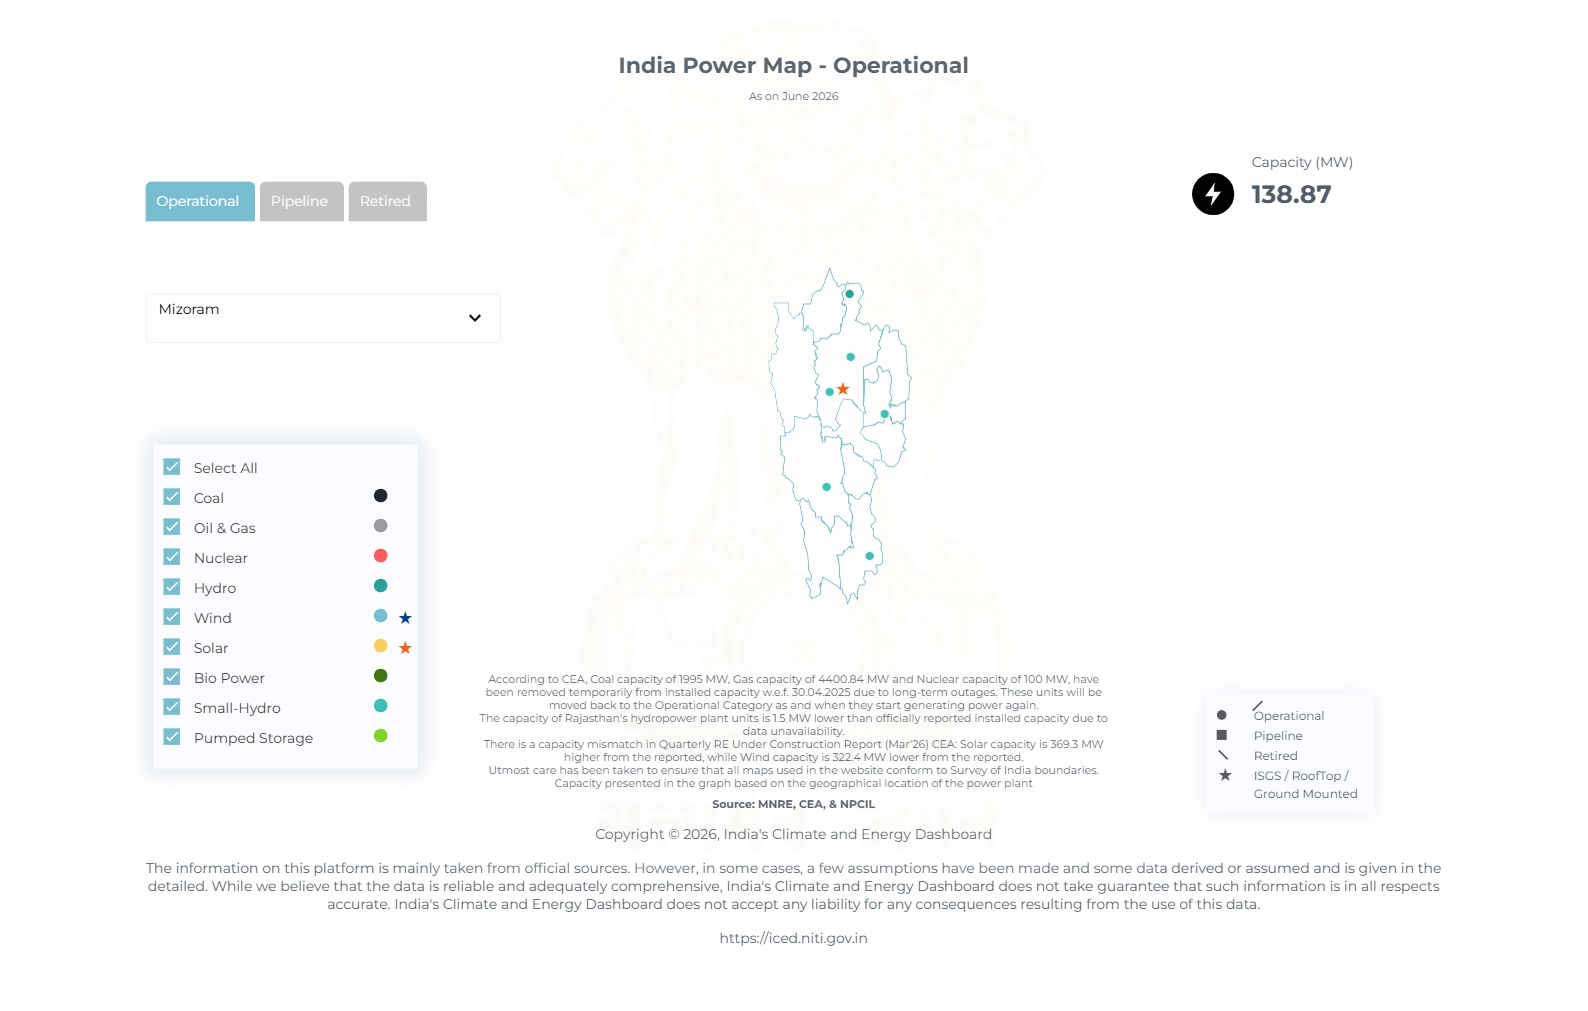 India Power Map - Operational
As on June 2026
Capacity (MW)
138.87
Operational
Pipeline
Retired
Mizoram
Select All
Coal
Oil & Gas
Nuclear
Hydro
Wind
Solar
Bio Power
Small-Hydro
Pumped Storage
According to CEA, Coal capacity of 1995 MW, Gas capacity of 4400.84 MW and Nuclear capacity of 100 MW, have
been removed temporarily from installed capacity w.e.f. 30.04.2025 due to long-term outages. These units will be
moved back to the Operational Category as and when they start generating power again.
The capacity of Rajasthan's hydropower plant units is 1.5 MW lower than officially reported installed capacity due to
data unavailability.
There is a capacity mismatch in Quarterly RE Under Construction Report (Mar'26) CEA: Solar capacity is 369.3 MW
higher from the reported, while Wind capacity is 322.4 MW lower from the reported.
Utmost care has been taken to ensure that all maps used in the website conform to Survey of India boundaries.
Capacity presented in the graph based on the geographical location of the power plant
Source: MNRE, CEA, & NPCIL
Operational
Pipeline
Retired
ISGS / RoofTop /
Ground Mounted
Copyright © 2026, India's Climate and Energy Dashboard
The information on this platform is mainly taken from official sources. However, in some cases, a few assumptions have been made and some data derived or assumed and is given in the
detailed. While we believe that the data is reliable and adequately comprehensive, India's Climate and Energy Dashboard does not take guarantee that such information is in all respects
accurate. India's Climate and Energy Dashboard does not accept any liability for any consequences resulting from the use of this data.
https://iced.niti.gov.in